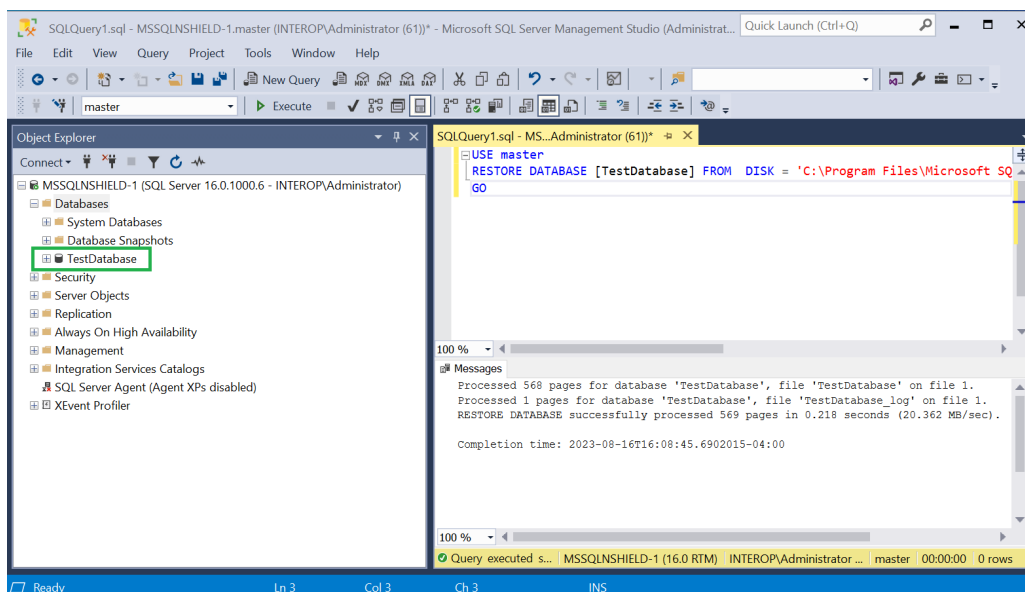 SQLQuery1.sql - MSSQLNSHIELD-1.master (INTEROP\Administrator (61))* - Microsoft SQL Server Management Studio (Administrat...
Quick Launch (Ctrl+Q)
File Edit View Query Project Tools Window Help
New Query MDX DMX XMLA DAX
master Execute
Object Explorer
Connect
MSSQLNSHIELD-1 (SQL Server 16.0.1000.6 - INTEROP\Administrator)
Databases
System Databases
Database Snapshots
TestDatabase
Security
Server Objects
Replication
Always On High Availability
Management
Integration Services Catalogs
SQL Server Agent (Agent XPs disabled)
XEvent Profiler
SQLQuery1.sql - MS...Administrator (61))*
USE master
RESTORE DATABASE [TestDatabase] FROM DISK = 'C:\Program Files\Microsoft SQ
GO
100 %
Messages
Processed 568 pages for database 'TestDatabase', file 'TestDatabase' on file 1.
Processed 1 pages for database 'TestDatabase', file 'TestDatabase_log' on file 1.
RESTORE DATABASE successfully processed 569 pages in 0.218 seconds (20.362 MB/sec).
Completion time: 2023-08-16T16:08:45.6902015-04:00
100 %
Query executed s... MSSQLNSHIELD-1 (16.0 RTM) INTEROP\Administrator ... master 00:00:00 0 rows
Ready Ln 3 Col 3 Ch 3 INS